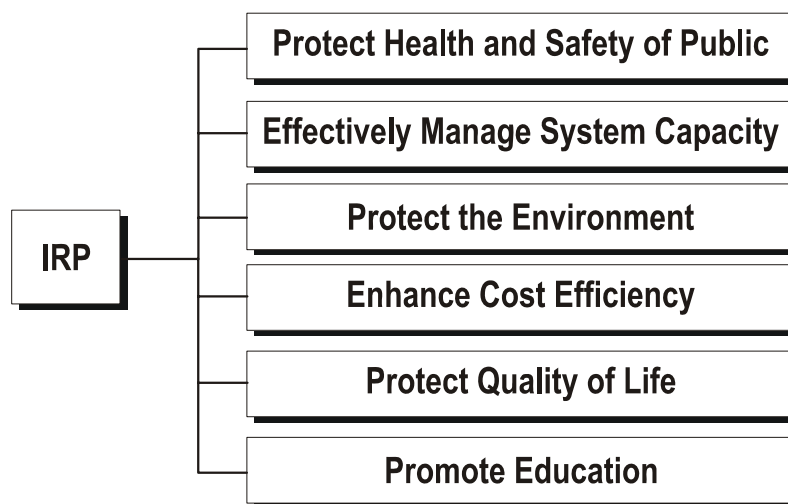 Protect Health and Safety of Public
Effectively Manage System Capacity
Protect the Environment
IRP
Enhance Cost Efficiency
Protect Quality of Life
Promote Education